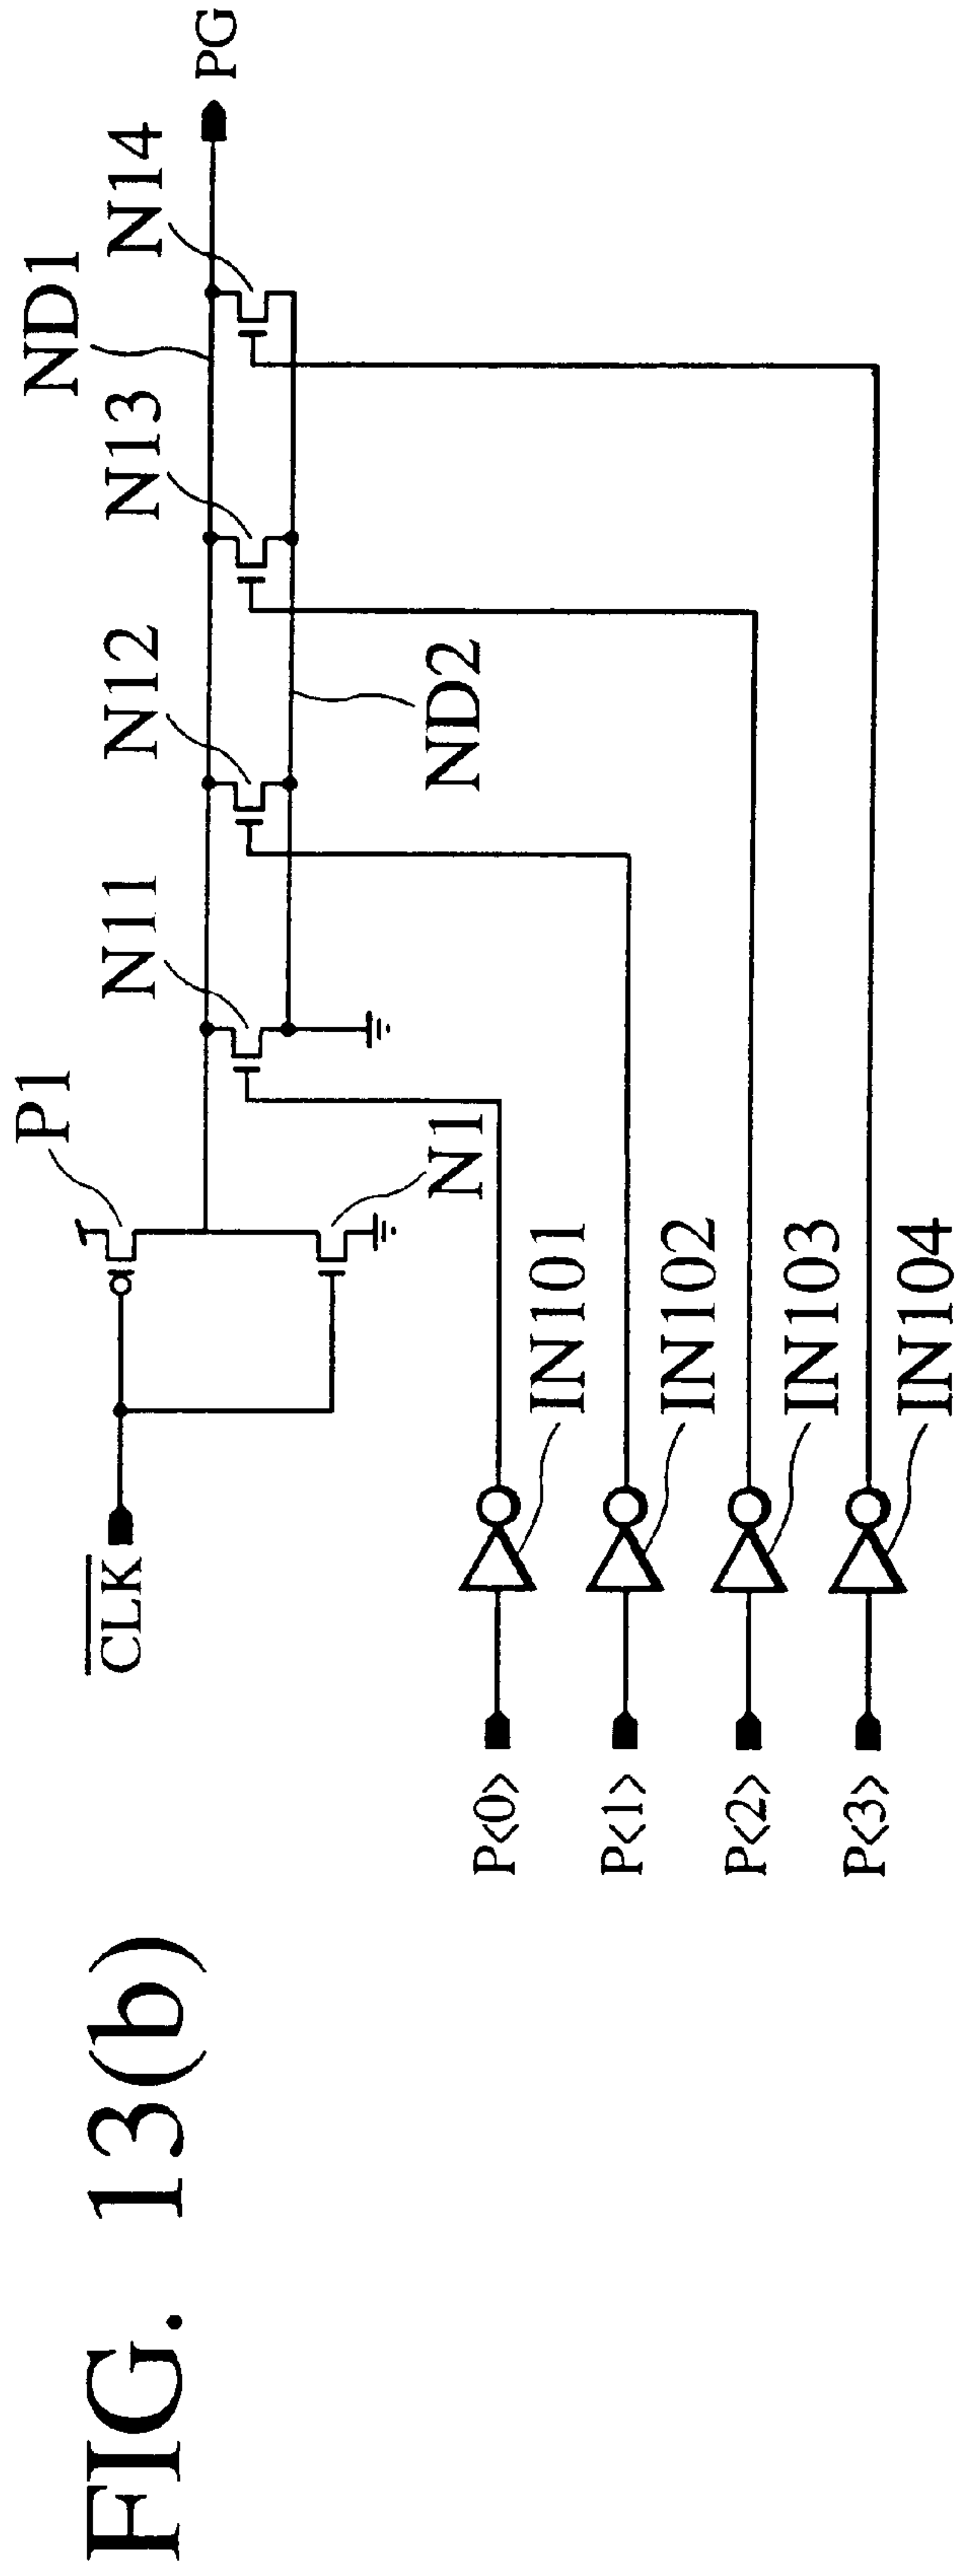 FIG. 13(b)
P1
ND1
N11
N12
N13
N14
PG
C̅L̅K̅
N1
ND2
IN101
IN102
IN103
IN104
P<0>
P<1>
P<2>
P<3>